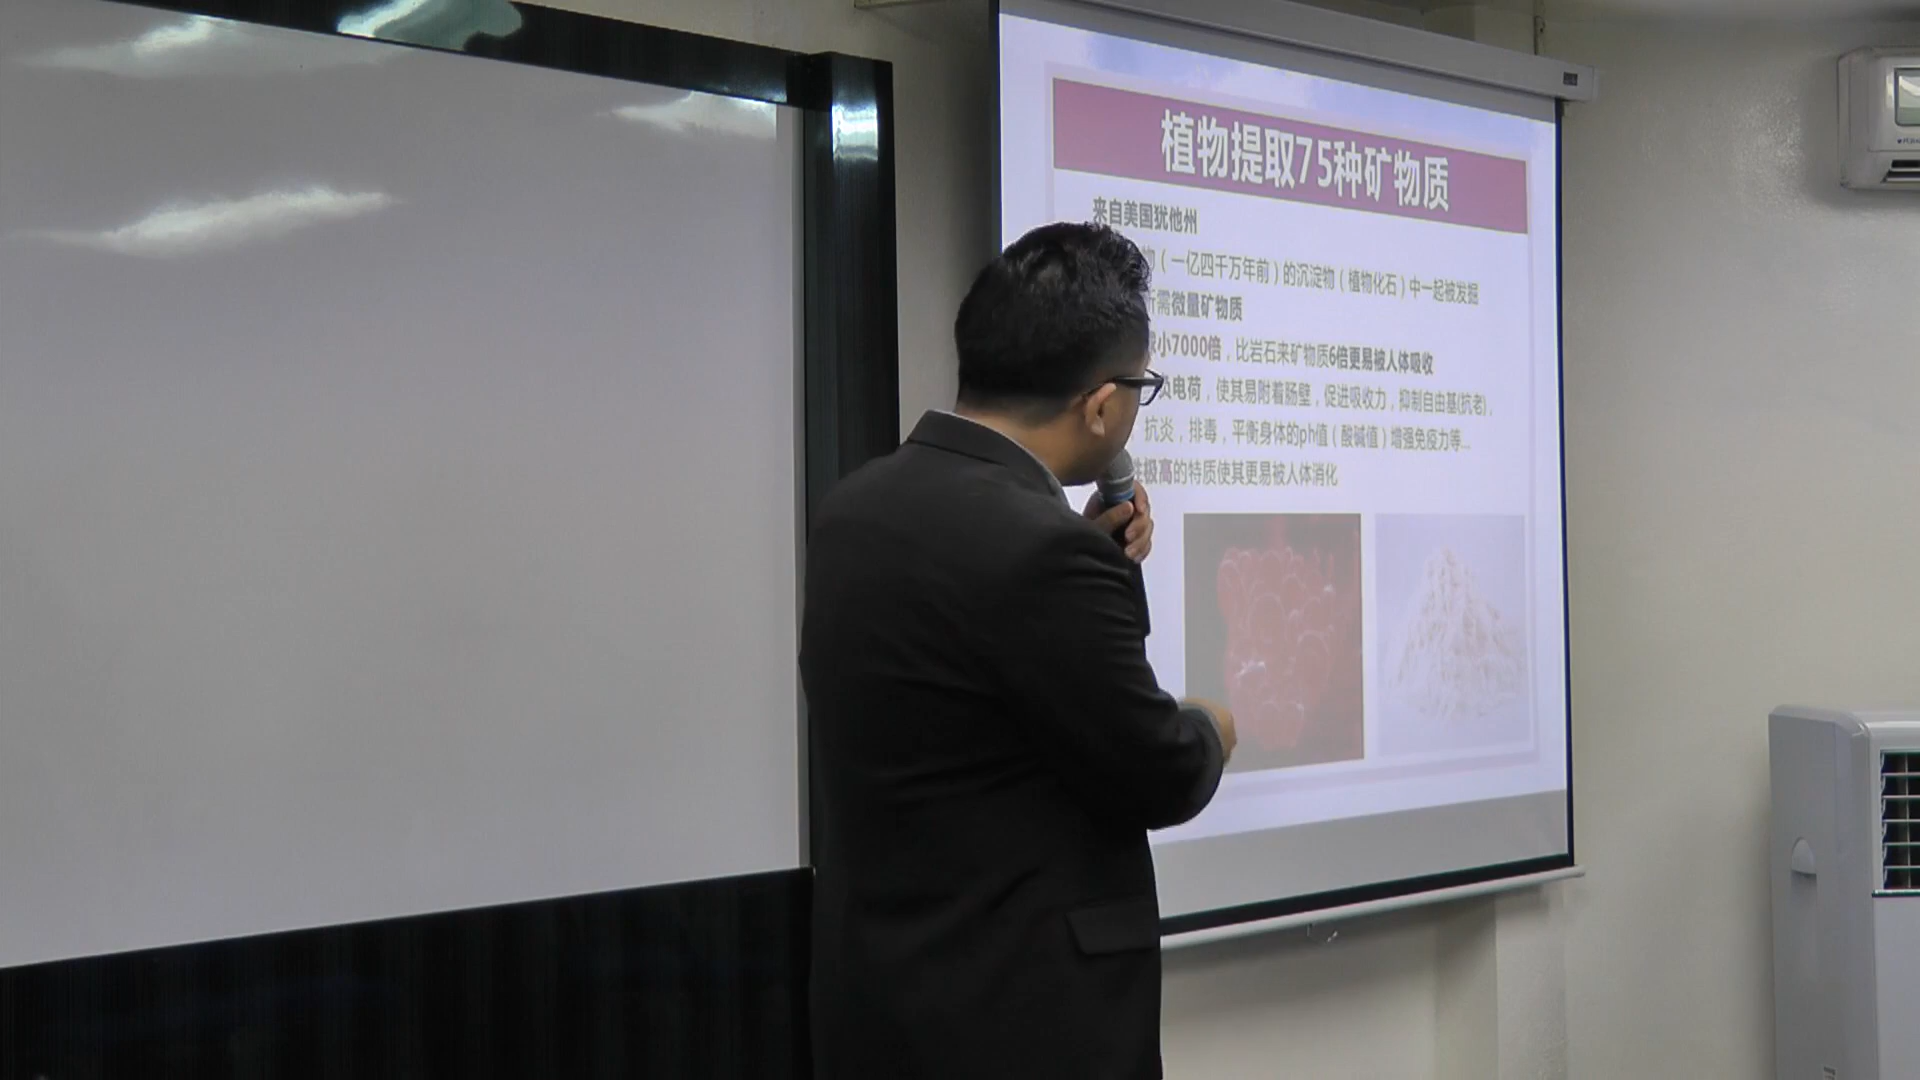 植物提取75种矿物质
来自美国犹他州
物（一亿四千万年前）的沉淀物（植物化石）中一起被发掘
所需微量矿物质
小7000倍，比岩石来矿物质6倍更易被人体吸收
负电荷，使其易附着肠壁，促进吸收力，抑制自由基(抗老)，
抗炎，排毒，平衡身体的ph值（酸碱值）增强免疫力等...
性极高的特质使其更易被人体消化